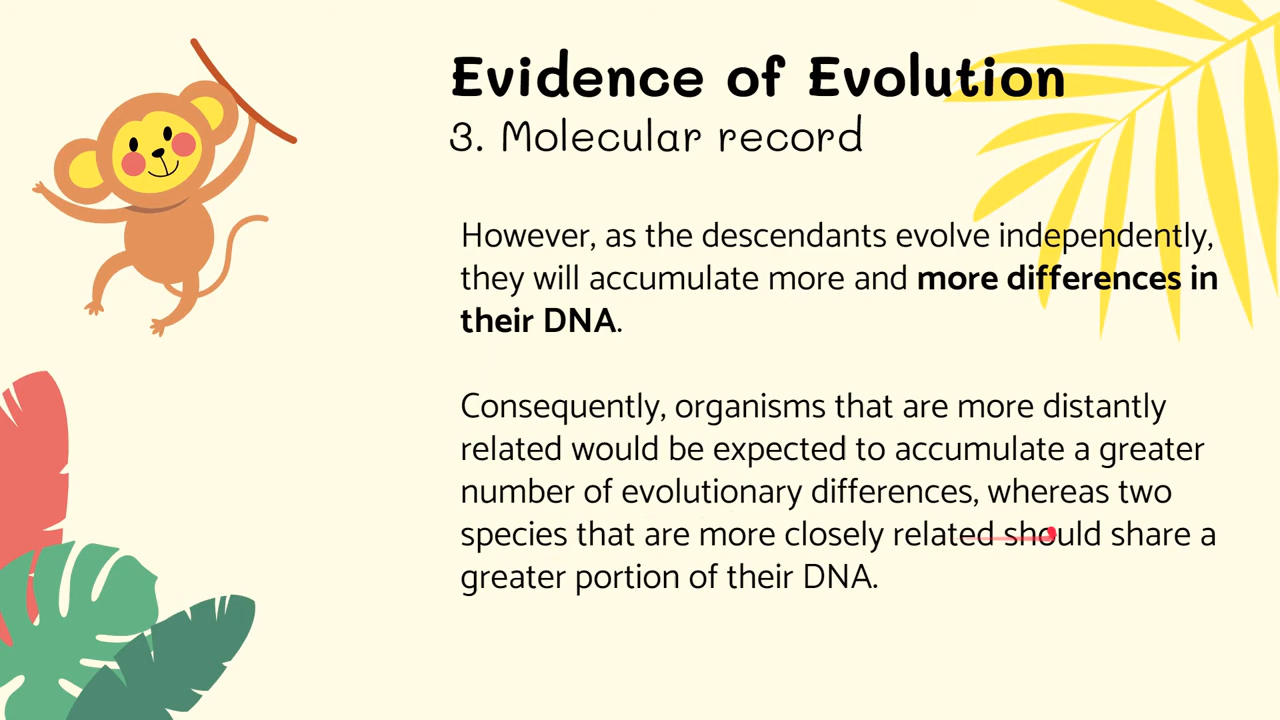 Evidence of Evolution
3. Molecular record
However, as the descendants evolve independently,
they will accumulate more and more differences in
their DNA.
Consequently, organisms that are more distantly
related would be expected to accumulate a greater
number of evolutionary differences, whereas two
species that are more closely related should share a
greater portion of their DNA.